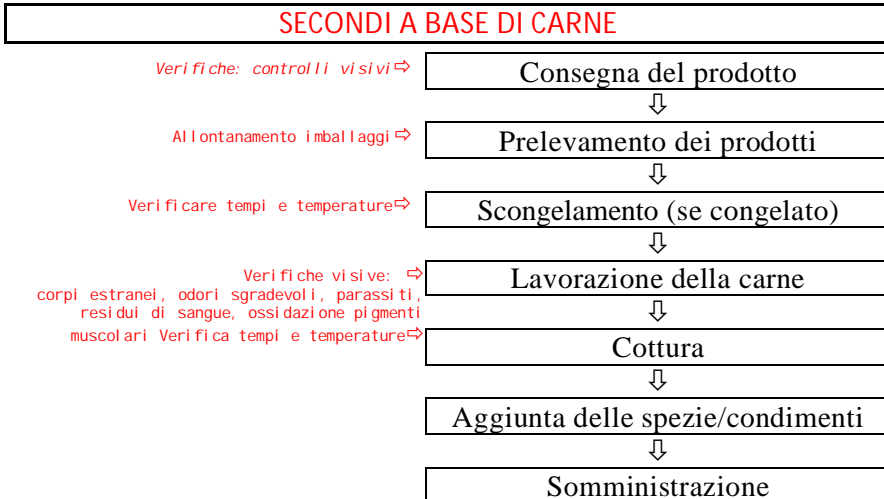 SECONDI A BASE DI CARNE
Verifiche: controlli visivi⇨ Consegna del prodotto
⇩
Allontanamento imballaggi⇨ Prelevamento dei prodotti
⇩
Verificare tempi e temperature⇨ Scongelamento (se congelato)
⇩
Verifiche visive: ⇨ Lavorazione della carne
corpi estranei, odori sgradevoli, parassiti,
residui di sangue, ossidazione pigmenti
⇩
muscolari Verifica tempi e temperature⇨ Cottura
⇩
Aggiunta delle spezie/condimenti
⇩
Somministrazione